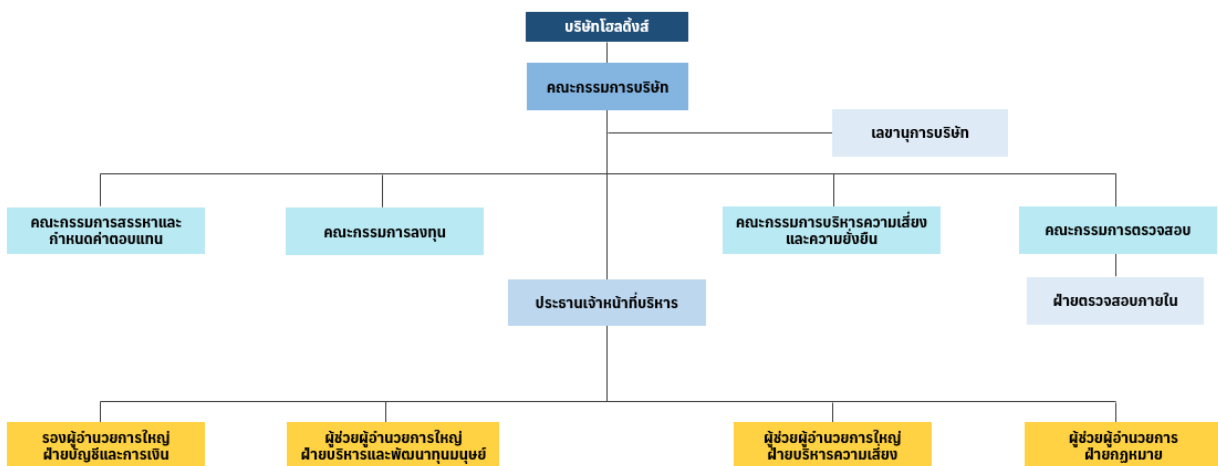 บริษัทโฮลดิ้งส์
คณะกรรมการบริษัท
เลขานุการบริษัท
คณะกรรมการสรรหาและ
กำหนดค่าตอบแทน
คณะกรรมการลงทุน
คณะกรรมการบริหารความเสี่ยง
และความยั่งยืน
คณะกรรมการตรวจสอบ
ประธานเจ้าหน้าที่บริหาร
ฝ่ายตรวจสอบภายใน
รองผู้อำนวยการใหญ่
ฝ่ายบัญชีและการเงิน
ผู้ช่วยผู้อำนวยการใหญ่
ฝ่ายบริหารและพัฒนาทุนมนุษย์
ผู้ช่วยผู้อำนวยการใหญ่
ฝ่ายบริหารความเสี่ยง
ผู้ช่วยผู้อำนวยการ
ฝ่ายกฎหมาย